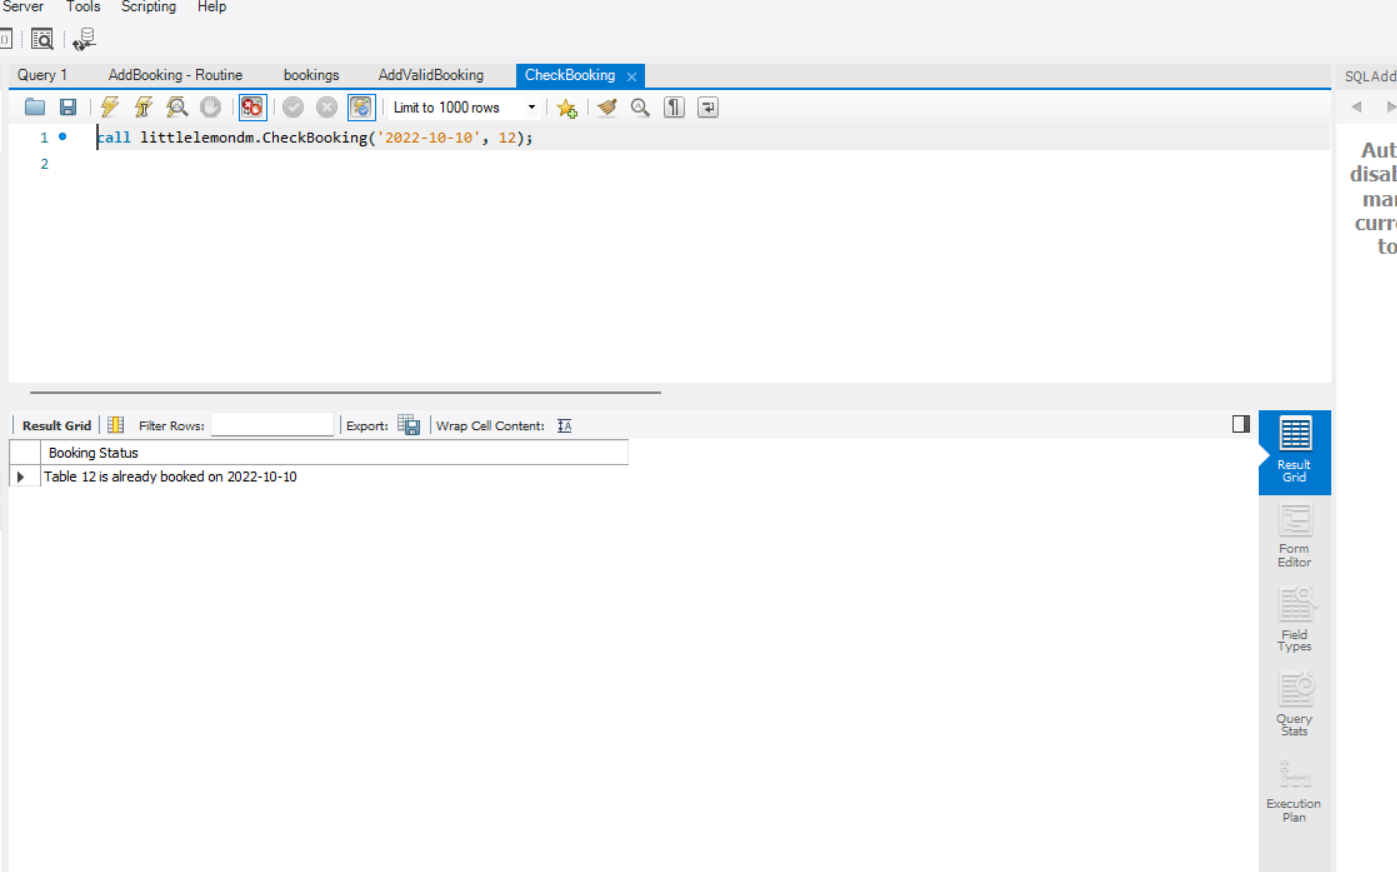 Server Tools Scripting Help
Query 1 AddBooking - Routine bookings AddValidBooking CheckBooking
SQLAdd
Limit to 1000 rows
1 call littlelemondm.CheckBooking('2022-10-10', 12);
2
Aut
disab
mar
curre
to
Result Grid Filter Rows: Export: Wrap Cell Content:
Booking Status
Table 12 is already booked on 2022-10-10
Result
Grid
Form
Editor
Field
Types
Query
Stats
Execution
Plan